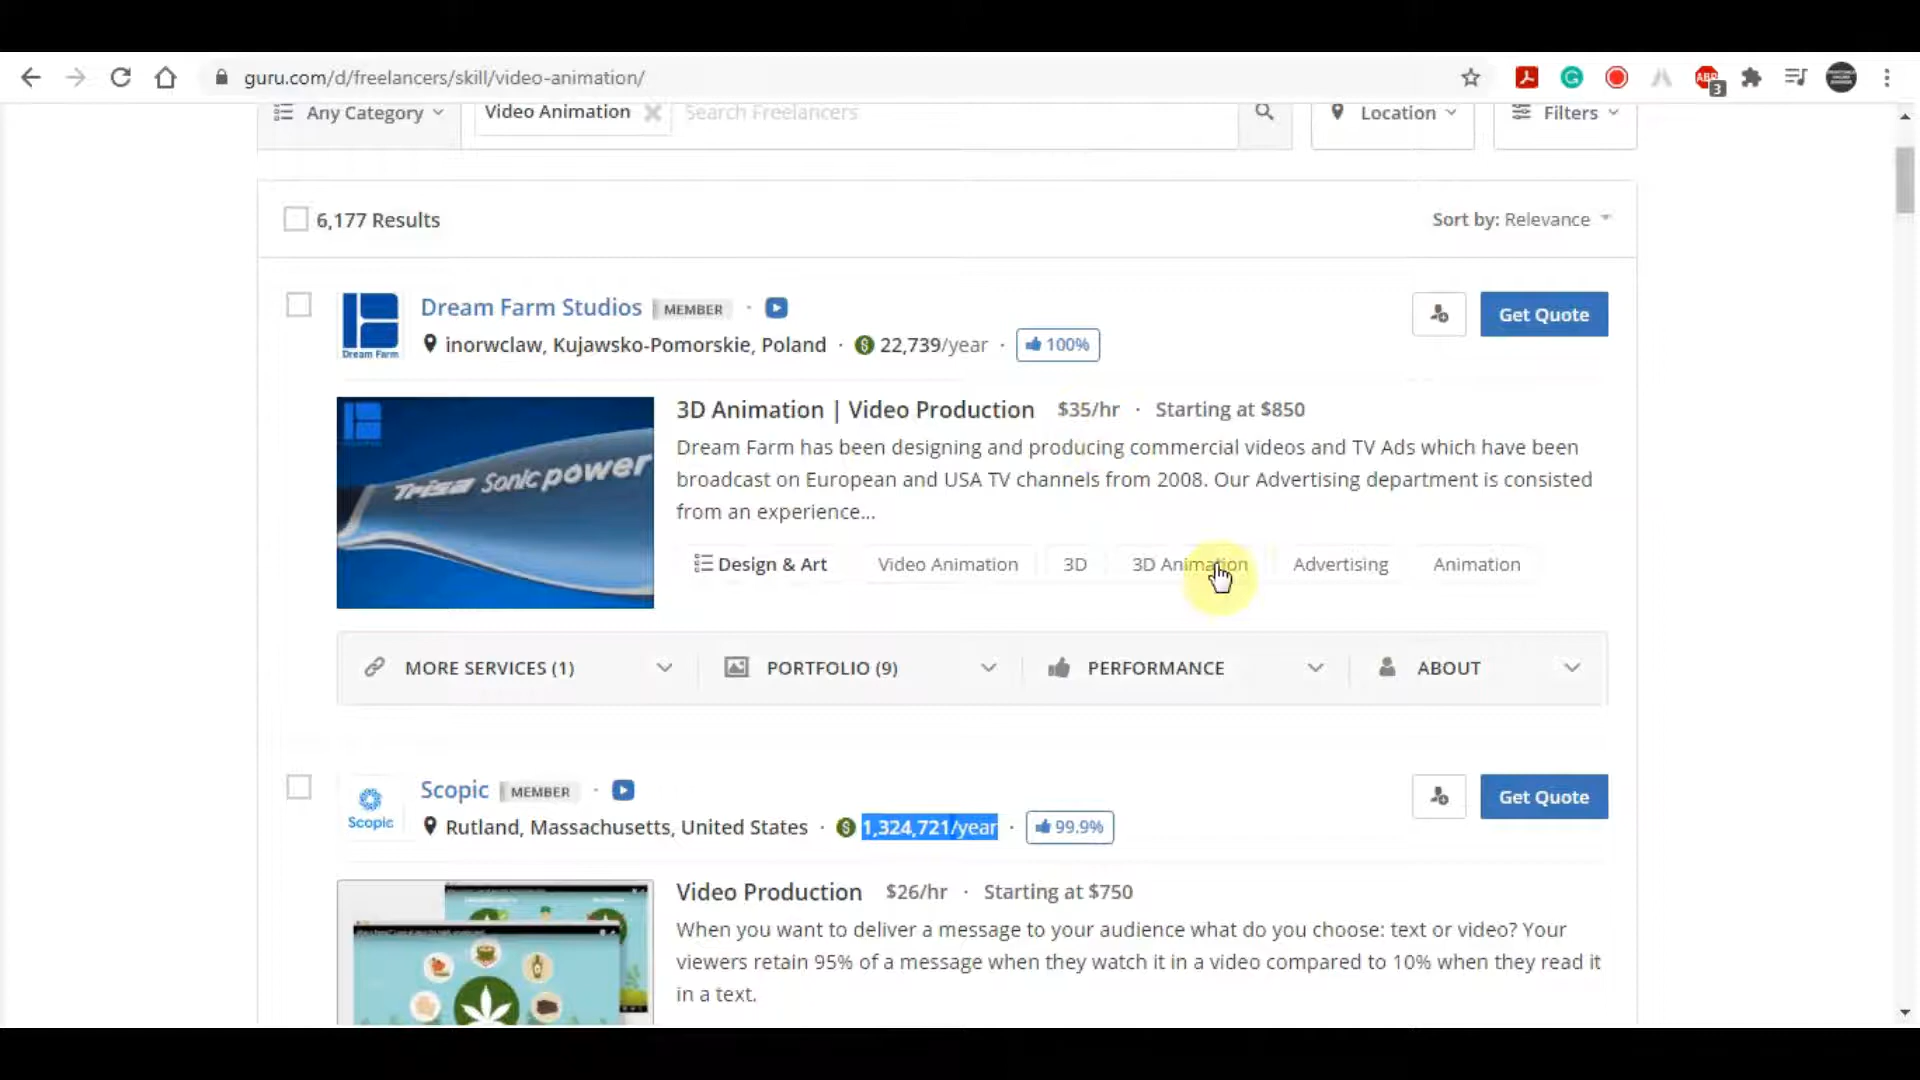 guru.com/d/freelancers/skill/video-animation/
ABP
3
Any Category
Video Animation
Search Freelancers
Location
Filters
6,177 Results
Sort by: Relevance
Dream Farm
Dream Farm Studios
MEMBER
Get Quote
inorwclaw, Kujawsko-Pomorskie, Poland · $ 22,739/year · 100%
Trisa Sonicpower
3D Animation | Video Production $35/hr · Starting at $850
Dream Farm has been designing and producing commercial videos and TV Ads which have been
broadcast on European and USA TV channels from 2008. Our Advertising department is consisted
from an experience...
Design & Art
Video Animation
3D
3D Animation
Advertising
Animation
MORE SERVICES (1)
PORTFOLIO (9)
PERFORMANCE
ABOUT
Scopic
Scopic
MEMBER
Get Quote
Rutland, Massachusetts, United States · $ 1,324,721/year · 99.9%
Video Production $26/hr · Starting at $750
When you want to deliver a message to your audience what do you choose: text or video? Your
viewers retain 95% of a message when they watch it in a video compared to 10% when they read it
in a text.